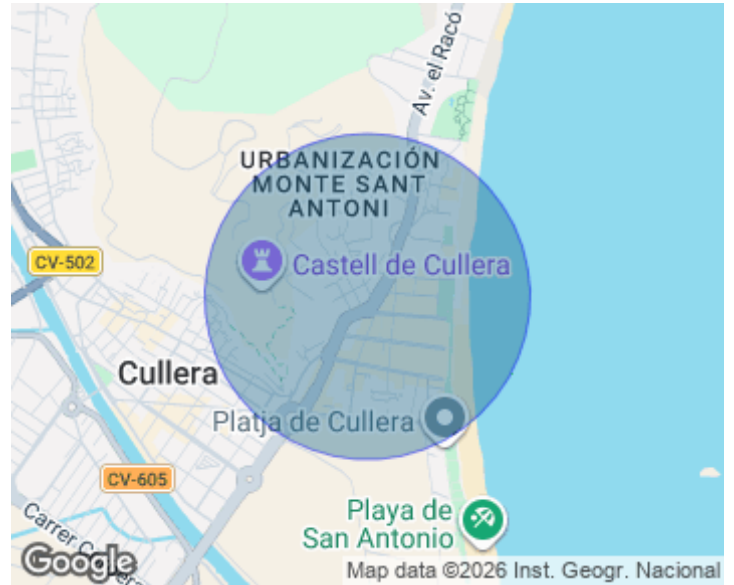 Av. el Racó
URBANIZACIÓN
MONTE SANT
ANTONI
CV-502
Castell de Cullera
Cullera
Platja de Cullera
CV-605
Playa de
San Antonio
Carrer C
Google
Map data ©2026 Inst. Geogr. Nacional